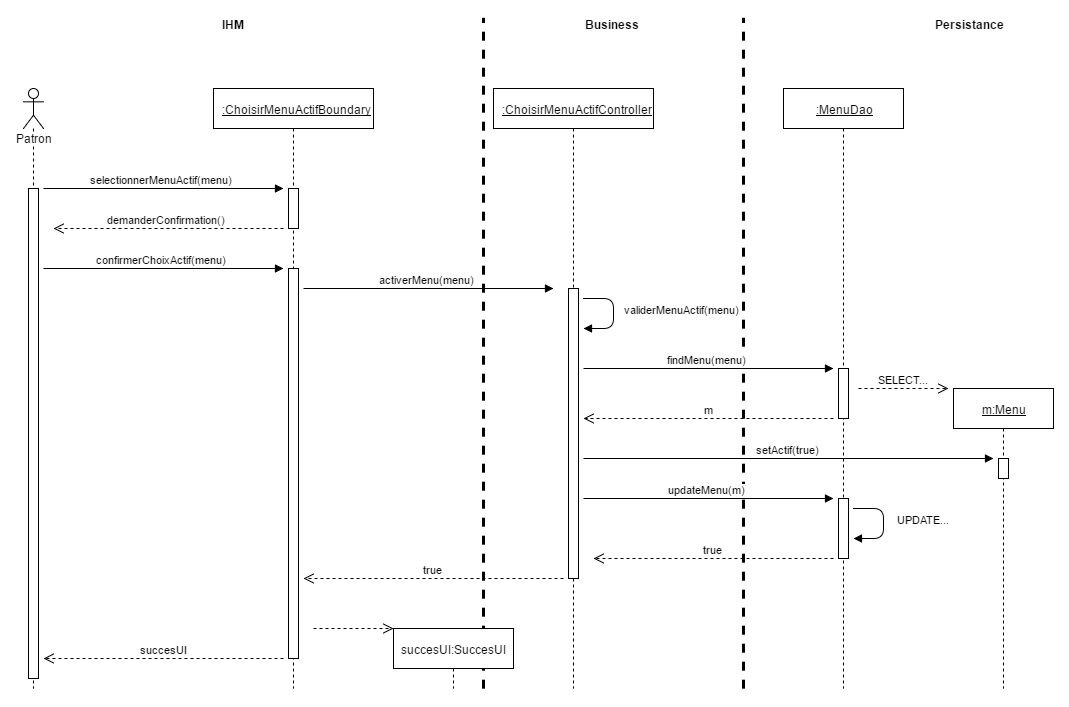 IHM
Business
Persistance
:ChoisirMenuActifBoundary
:ChoisirMenuActifController
:MenuDao
Patron
selectionnerMenuActif(menu)
demanderConfirmation()
confirmerChoixActif(menu)
activerMenu(menu)
validerMenuActif(menu)
findMenu(menu)
SELECT...
m:Menu
m
setActif(true)
updateMenu(m)
UPDATE...
true
true
succesUI:SuccesUI
succesUI